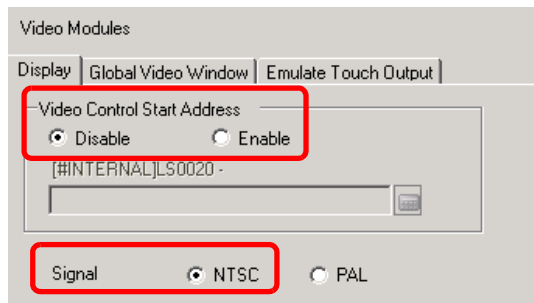 Video Modules
Display Global Video Window Emulate Touch Output
Video Control Start Address
Disable Enable
[#INTERNAL]LS0020 -
Signal NTSC PAL